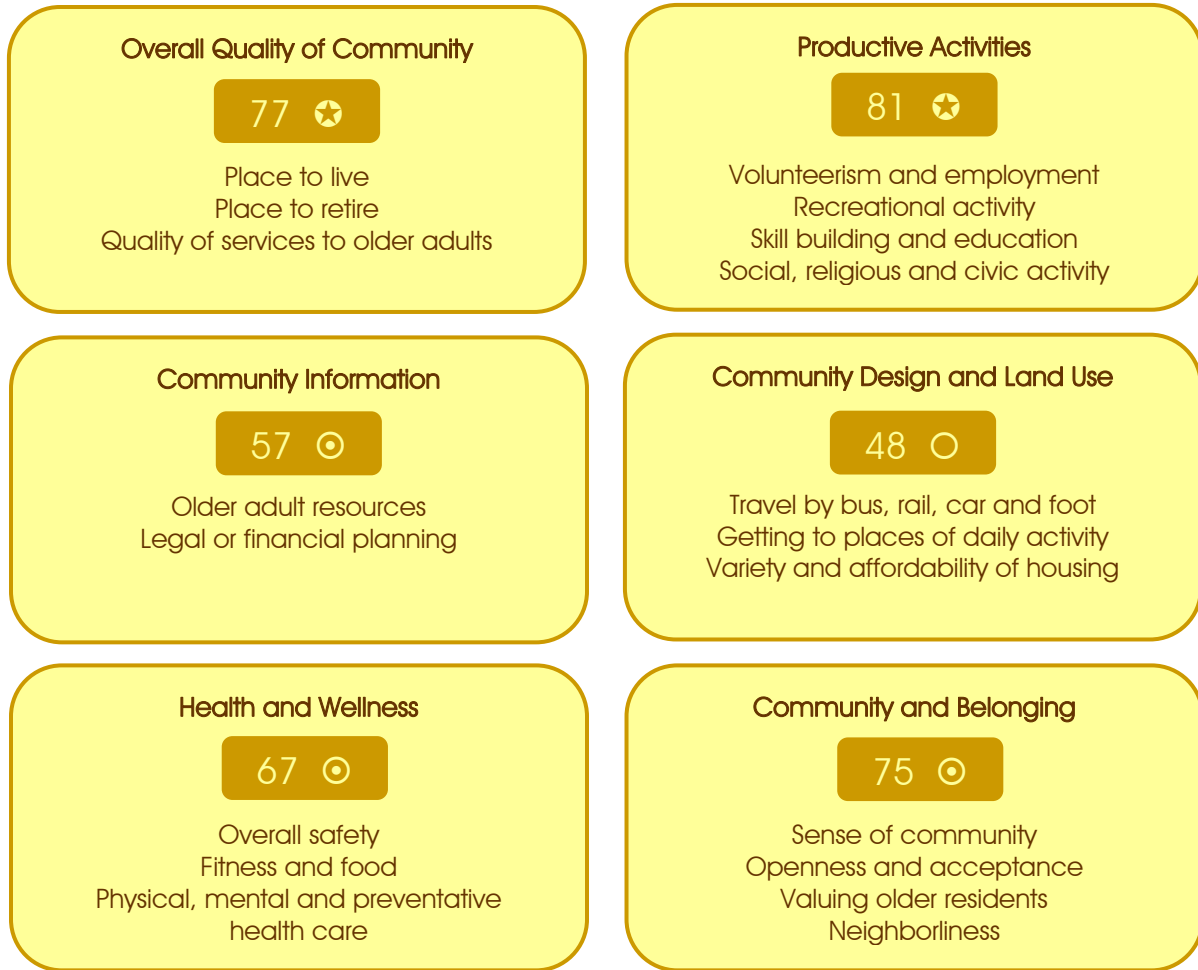 Overall Quality of Community
77 ✪
Place to live
Place to retire
Quality of services to older adults
Productive Activities
81 ✪
Volunteerism and employment
Recreational activity
Skill building and education
Social, religious and civic activity
Community Information
57 ⊙
Older adult resources
Legal or financial planning
Community Design and Land Use
48 ○
Travel by bus, rail, car and foot
Getting to places of daily activity
Variety and affordability of housing
Health and Wellness
67 ⊙
Overall safety
Fitness and food
Physical, mental and preventative
health care
Community and Belonging
75 ⊙
Sense of community
Openness and acceptance
Valuing older residents
Neighborliness